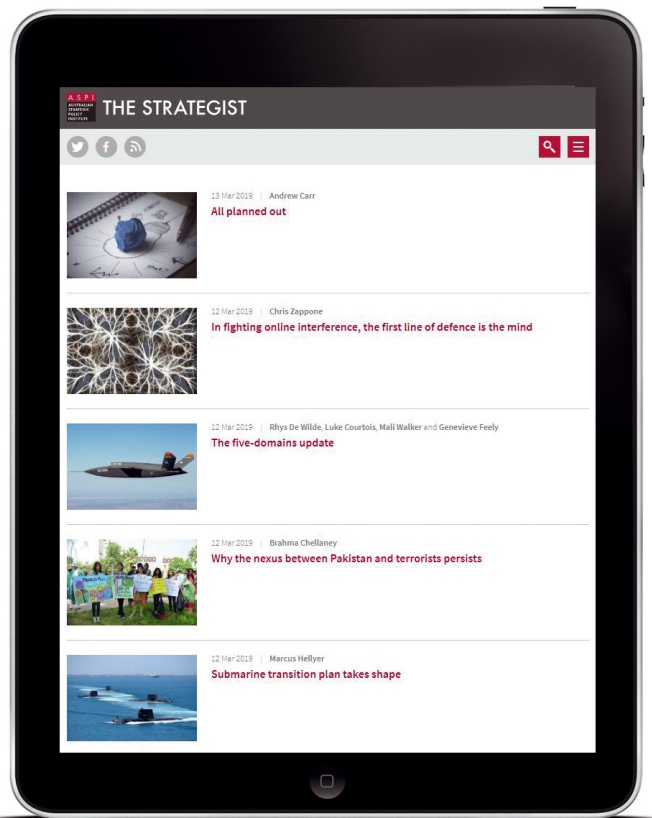 ASPI
AUSTRALIAN
STRATEGIC
POLICY
INSTITUTE
THE STRATEGIST
13 Mar 2019 | Andrew Carr
All planned out
12 Mar 2019 | Chris Zappone
In fighting online interference, the first line of defence is the mind
12 Mar 2019 | Rhys De Wilde, Luke Courtois, Mali Walker and Genevieve Feely
The five-domains update
12 Mar 2019 | Brahma Chellaney
Why the nexus between Pakistan and terrorists persists
12 Mar 2019 | Marcus Hellyer
Submarine transition plan takes shape